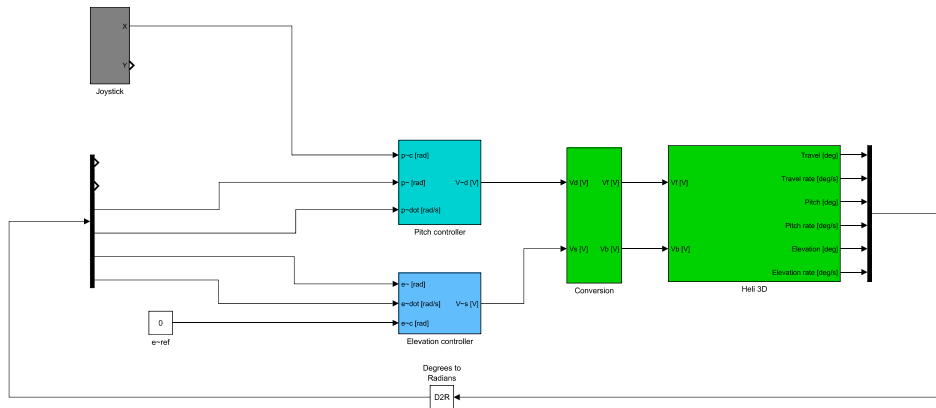 X
Y
Joystick
p~c [rad]
p~ [rad]
p~dot [rad/s]
V~d [V]
Pitch controller
e~ [rad]
e~dot [rad/s]
e~c [rad]
V~s [V]
Elevation controller
0
e~ref
Vd [V]
Vs [V]
Vf [V]
Vb [V]
Conversion
Vf [V]
Vb [V]
Travel [deg]
Travel rate [deg/s]
Pitch [deg]
Pitch rate [deg/s]
Elevation [deg]
Elevation rate [deg/s]
Heli 3D
Degrees to
Radians
D2R